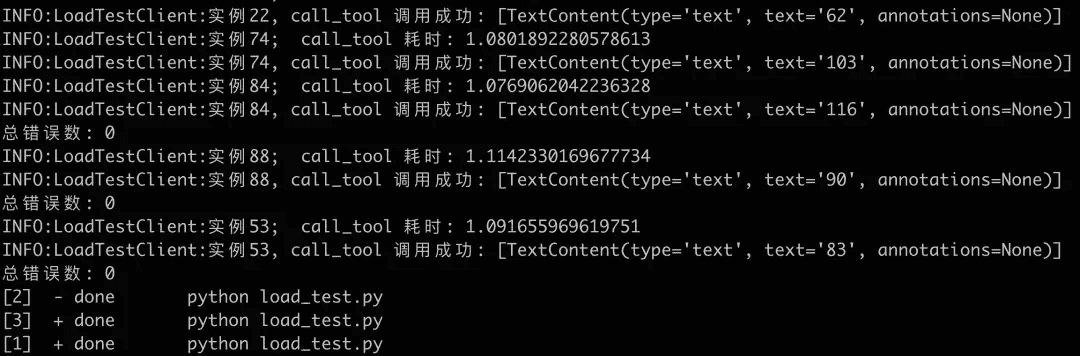 INFO:LoadTestClient:实例22, call_tool 调用成功: [TextContent(type='text', text='62', annotations=None)]
INFO:LoadTestClient:实例74;  call_tool 耗时: 1.0801892280578613
INFO:LoadTestClient:实例74, call_tool 调用成功: [TextContent(type='text', text='103', annotations=None)]
INFO:LoadTestClient:实例84;  call_tool 耗时: 1.0769062042236328
INFO:LoadTestClient:实例84, call_tool 调用成功: [TextContent(type='text', text='116', annotations=None)]
总错误数: 0
INFO:LoadTestClient:实例88;  call_tool 耗时: 1.1142330169677734
INFO:LoadTestClient:实例88, call_tool 调用成功: [TextContent(type='text', text='90', annotations=None)]
总错误数: 0
INFO:LoadTestClient:实例53;  call_tool 耗时: 1.091655969619751
INFO:LoadTestClient:实例53, call_tool 调用成功: [TextContent(type='text', text='83', annotations=None)]
总错误数: 0
[2]  - done       python load_test.py
[3]  + done       python load_test.py
[1]  + done       python load_test.py